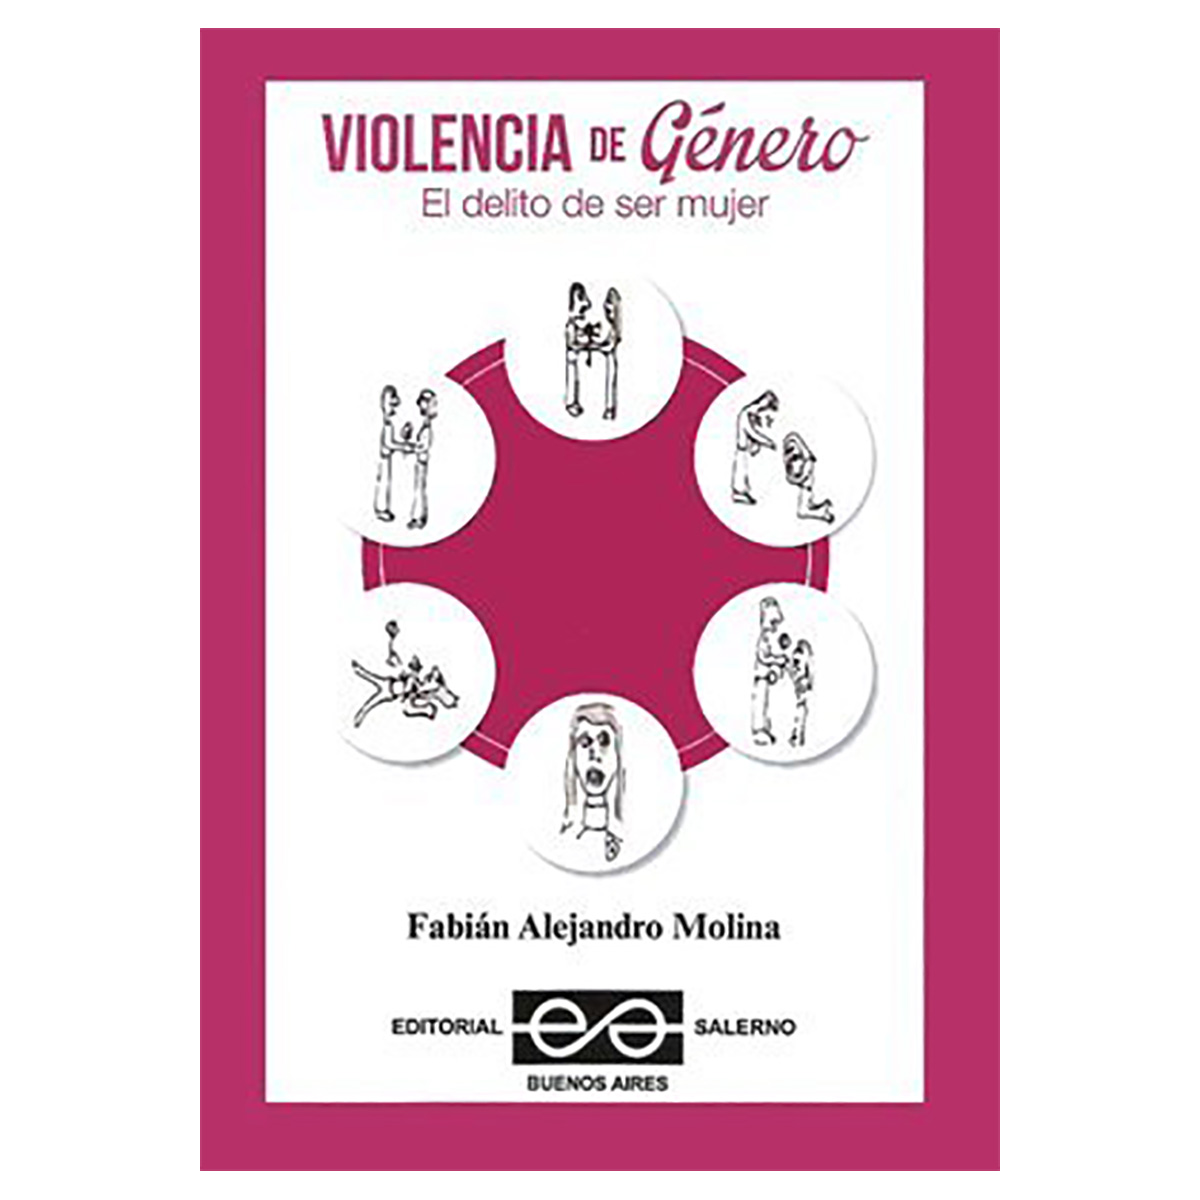 VIOLENCIA DE Género
El delito de ser mujer
Fabián Alejandro Molina
EDITORIAL SALERNO
BUENOS AIRES